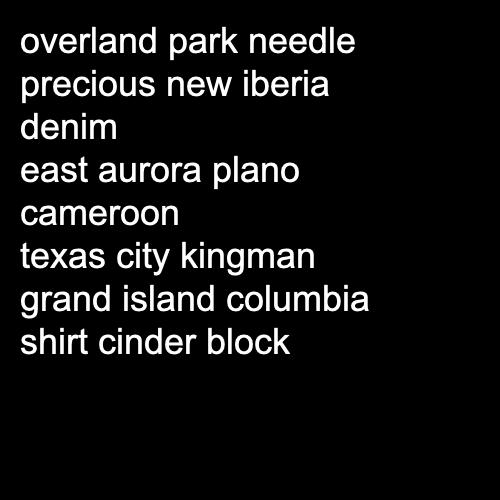 overland park needle
precious new iberia
denim
east aurora plano
cameroon
texas city kingman
grand island columbia
shirt cinder block